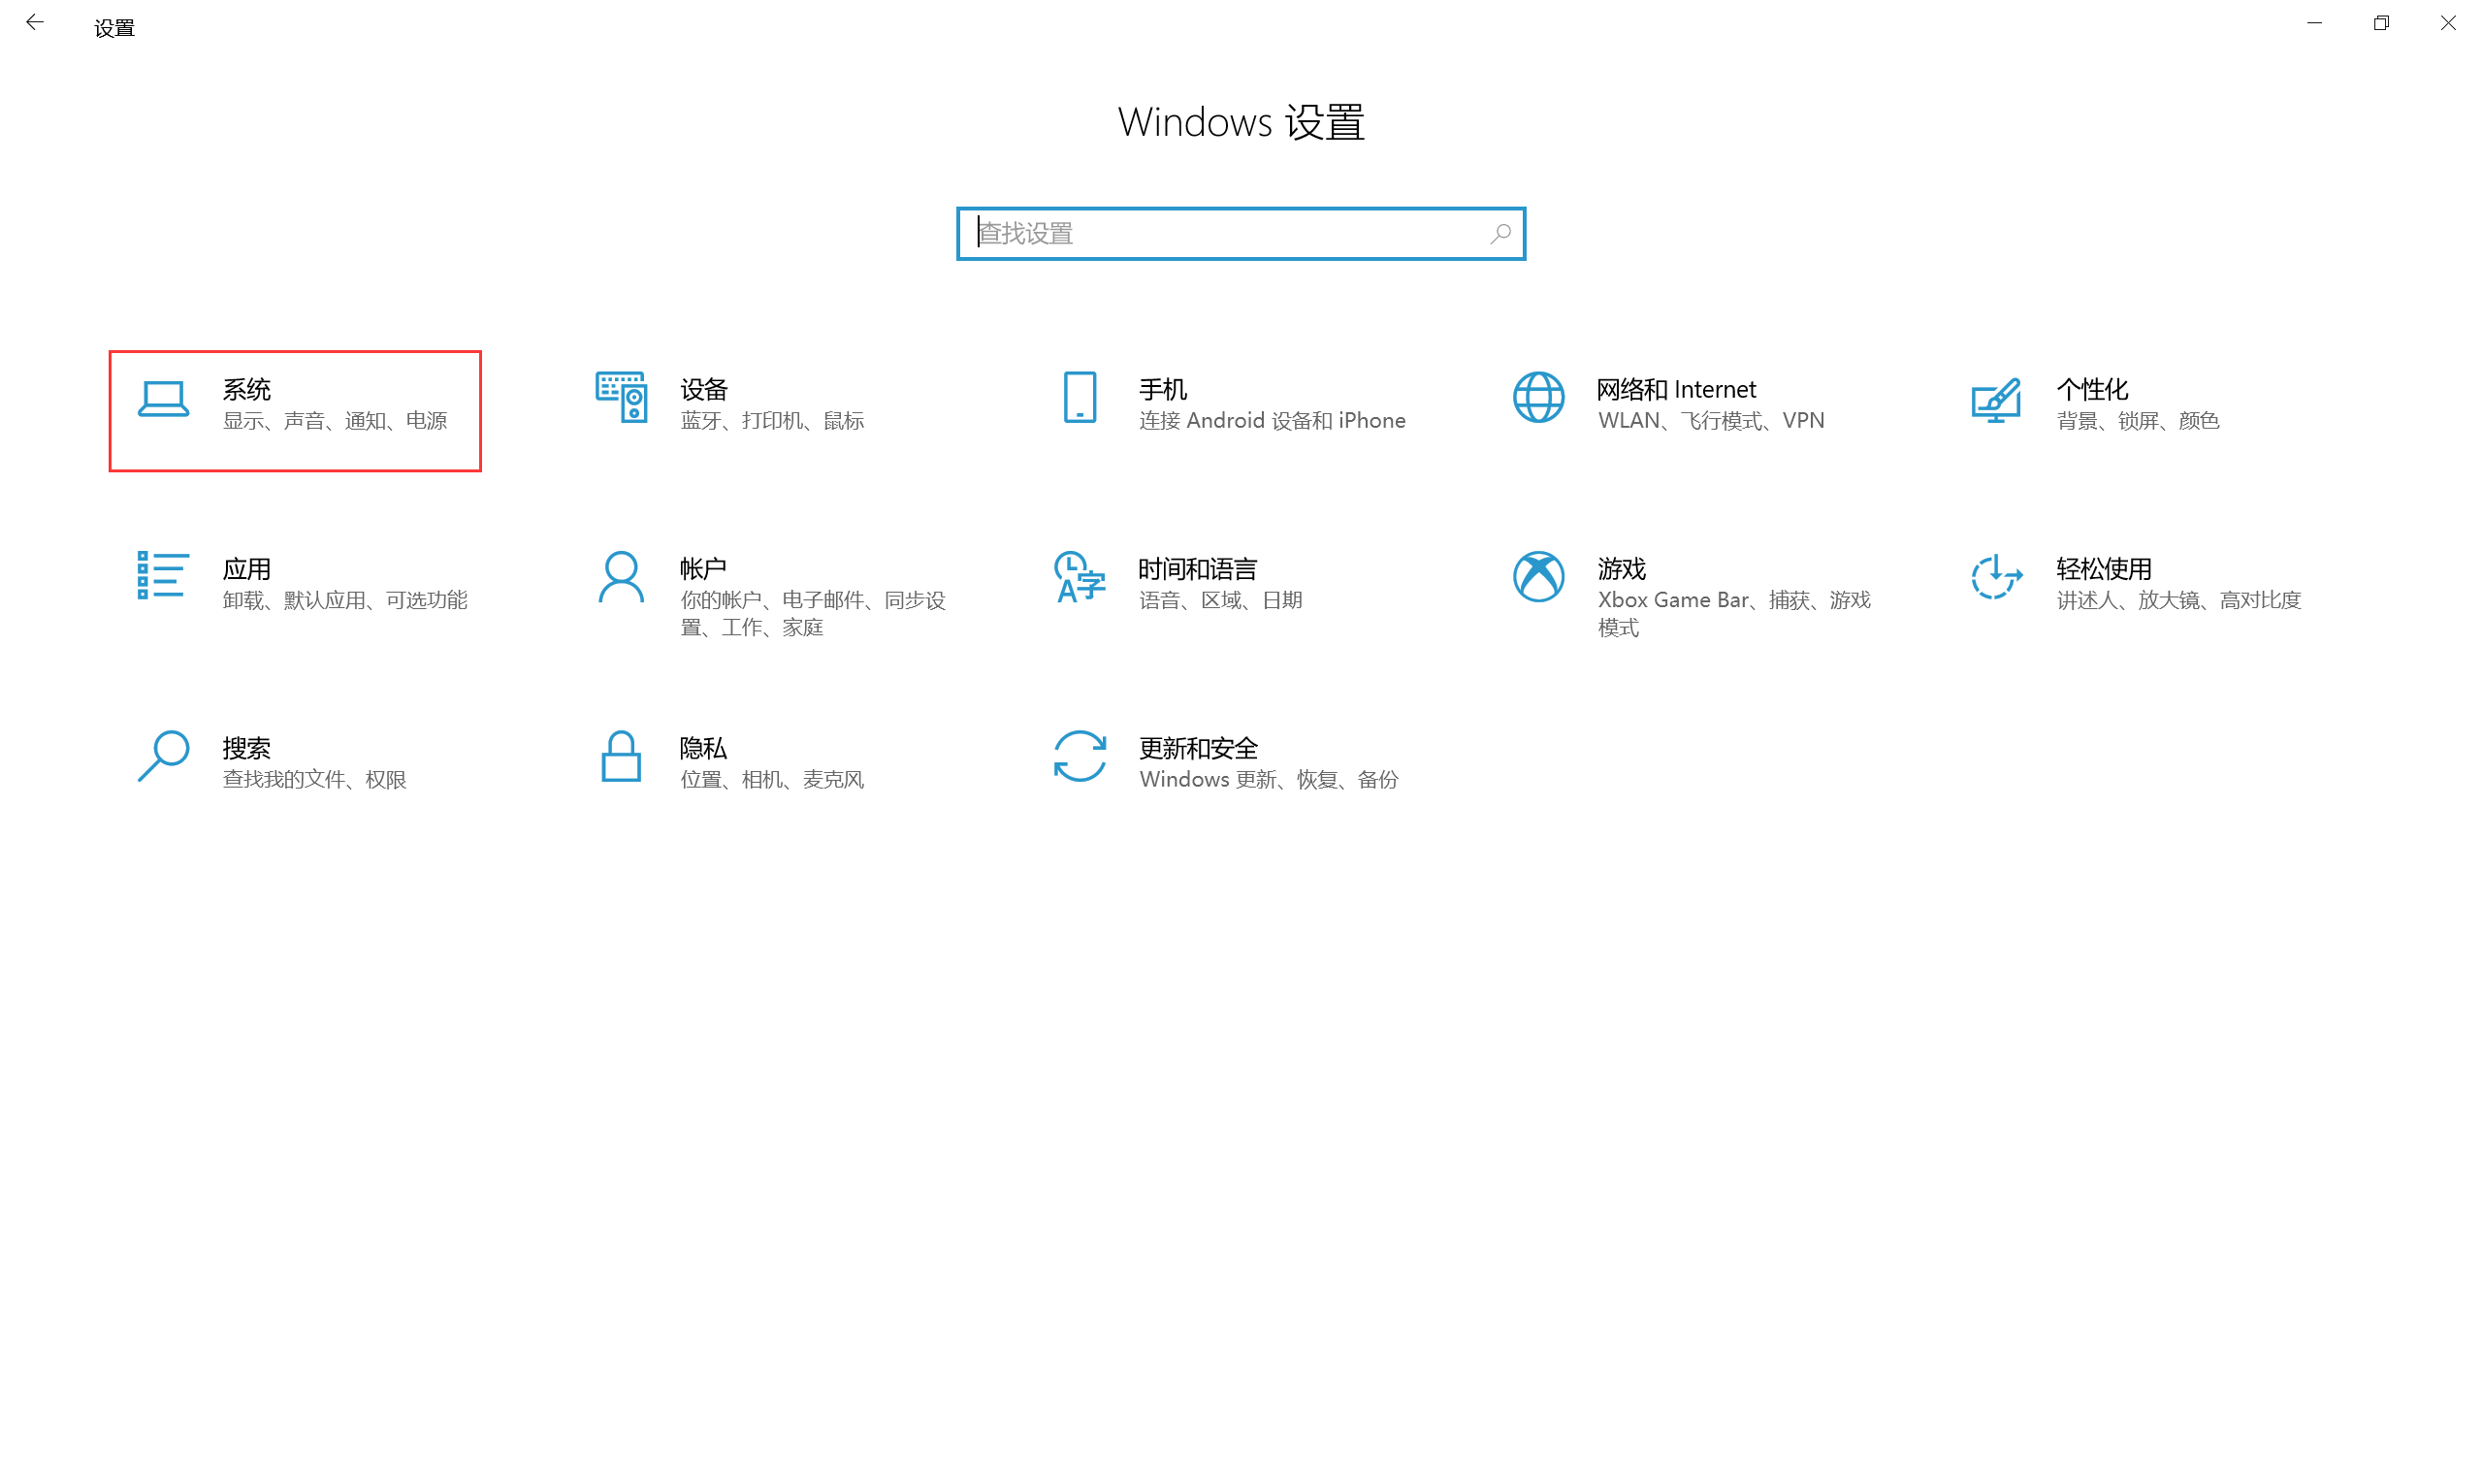 设置
Windows 设置
查找设置
系统
显示、声音、通知、电源
设备
蓝牙、打印机、鼠标
手机
连接 Android 设备和 iPhone
网络和 Internet
WLAN、飞行模式、VPN
个性化
背景、锁屏、颜色
应用
卸载、默认应用、可选功能
帐户
你的帐户、电子邮件、同步设
置、工作、家庭
时间和语言
语音、区域、日期
游戏
Xbox Game Bar、捕获、游戏
模式
轻松使用
讲述人、放大镜、高对比度
搜索
查找我的文件、权限
隐私
位置、相机、麦克风
更新和安全
Windows 更新、恢复、备份